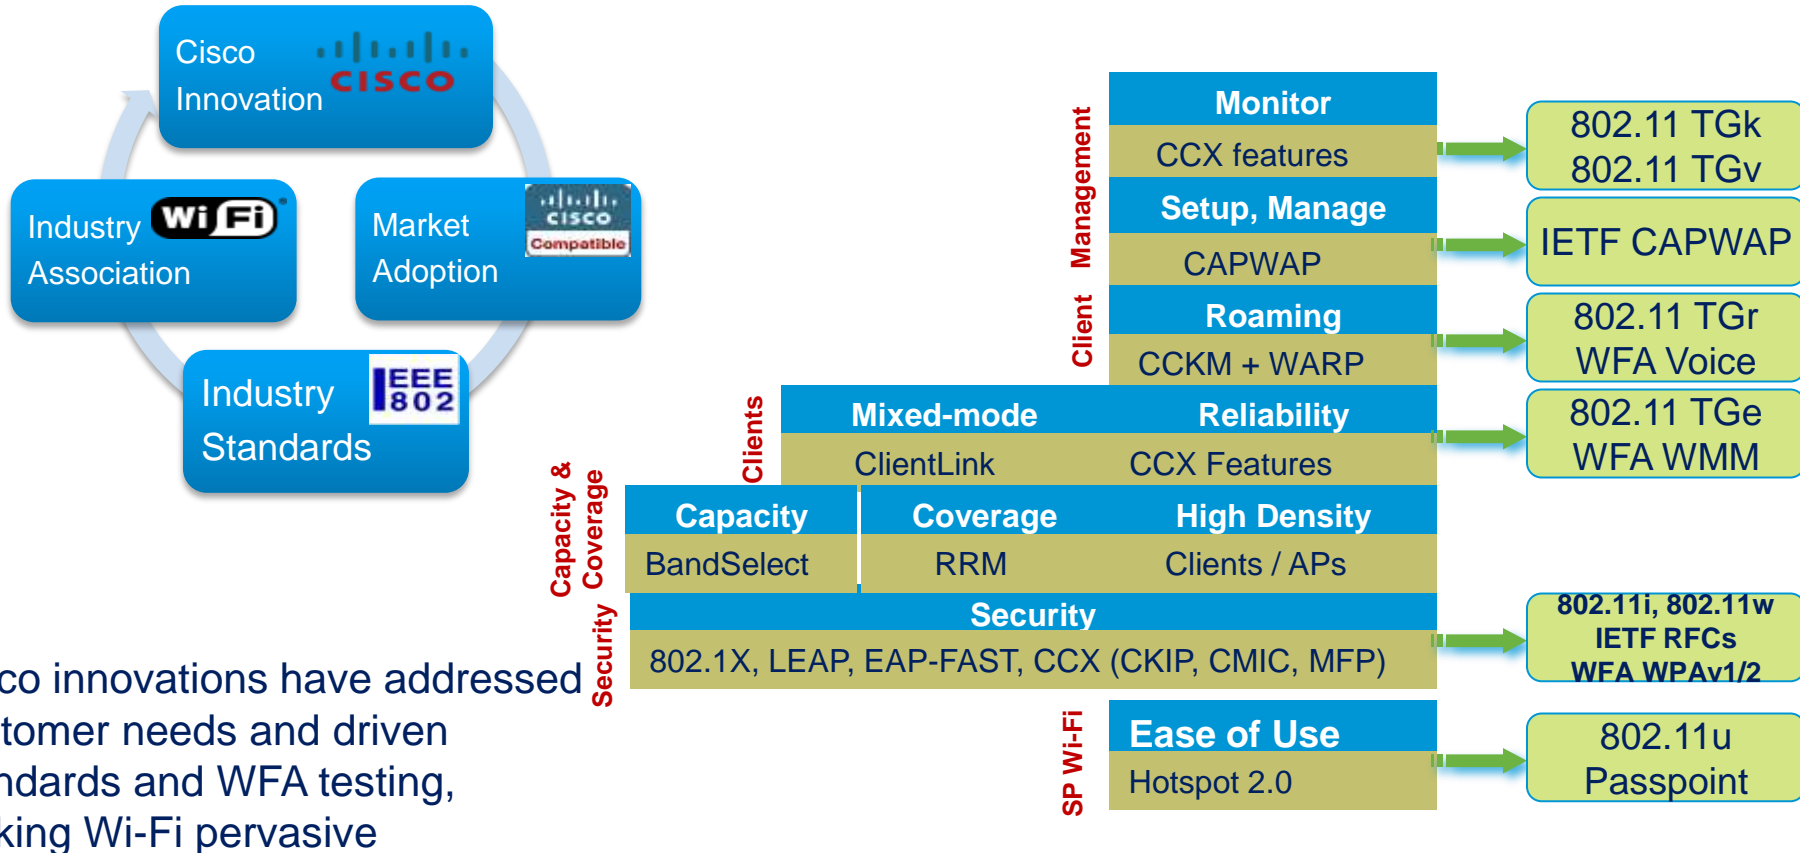 Cisco
Innovation
CISCO
Industry
Association
Wi Fi
Market
Adoption
CISCO
Compatible
Industry
Standards
IEEE
802
co innovations have addressed
tomer needs and driven
ndards and WFA testing,
king Wi-Fi pervasive
Client Management
Monitor
CCX features
802.11 TGk
802.11 TGv
Setup, Manage
CAPWAP
IETF CAPWAP
Roaming
CCKM + WARP
802.11 TGr
WFA Voice
Clients
Mixed-mode
Reliability
ClientLink
CCX Features
802.11 TGe
WFA WMM
Capacity &
Coverage
Capacity
Coverage
High Density
BandSelect
RRM
Clients / APs
Security
Security
802.1X, LEAP, EAP-FAST, CCX (CKIP, CMIC, MFP)
802.11i, 802.11w
IETF RFCs
WFA WPAv1/2
SP Wi-Fi
Ease of Use
Hotspot 2.0
802.11u
Passpoint